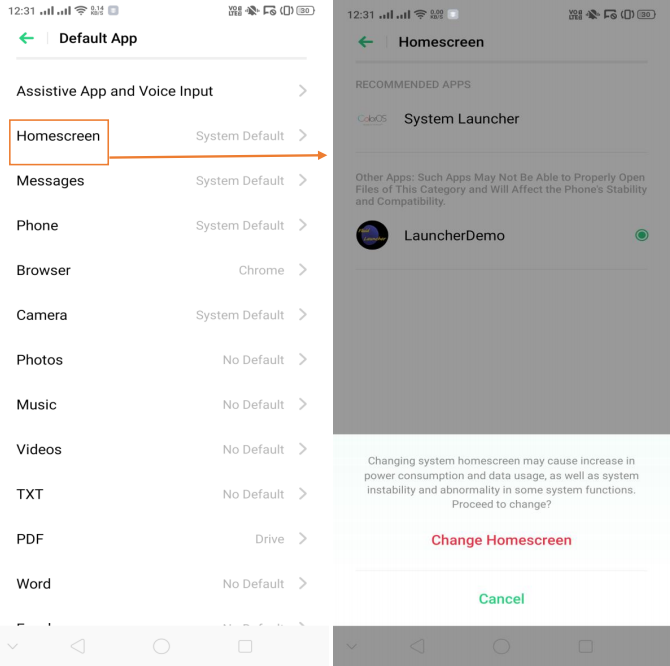 12:31
0.14
KB/S
VO
LTE
30
Default App
Assistive App and Voice Input
Homescreen
System Default
Messages
System Default
Phone
System Default
Browser
Chrome
Camera
System Default
Photos
No Default
Music
No Default
Videos
No Default
TXT
No Default
PDF
Drive
Word
No Default
12:31
0.00
KB/S
30
Homescreen
RECOMMENDED APPS
ColorOS
System Launcher
Other Apps: Such Apps May Not Be Able to Properly Open
Files of This Category and Will Affect the Phone's Stability
and Compatibility.
LauncherDemo
Changing system homescreen may cause increase in
power consumption and data usage, as well as system
instability and abnormality in some system functions.
Proceed to change?
Change Homescreen
Cancel